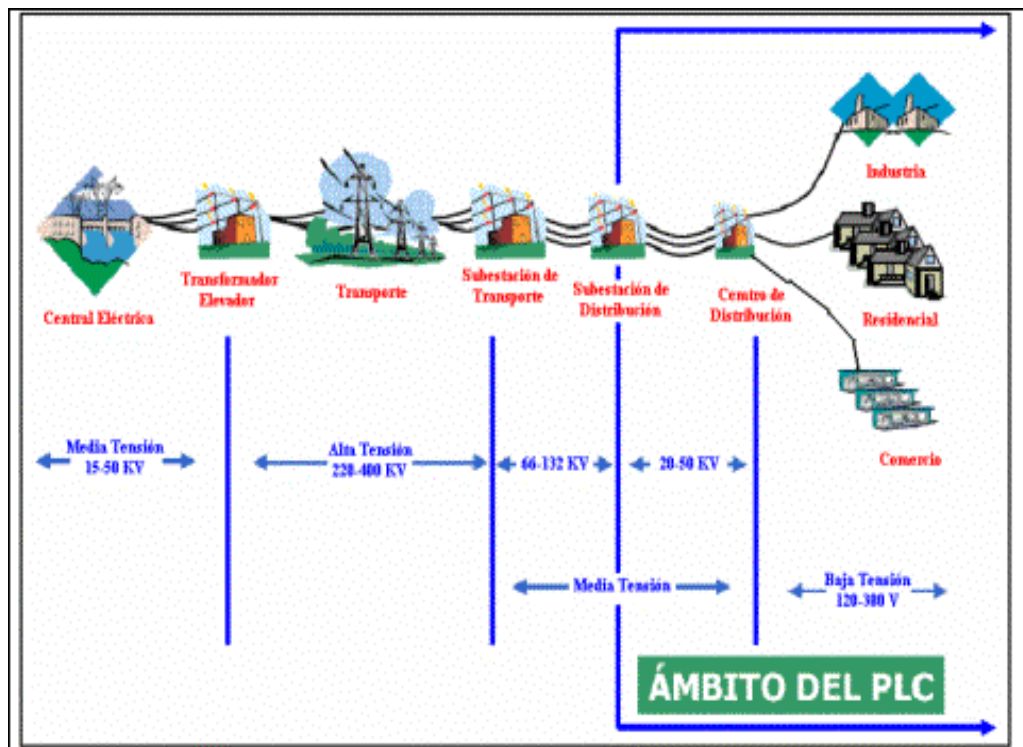 Industria
Central Eléctrica
Transformador
Elevador
Transporte
Subestación de
Transporte
Subestación de
Distribución
Centro de
Distribución
Residencial
Comercio
Media Tensión
15-50 KV
Alta Tensión
220-400 KV
66-132 KV
20-50 KV
Media Tensión
Baja Tensión
120-380 V
ÁMBITO DEL PLC